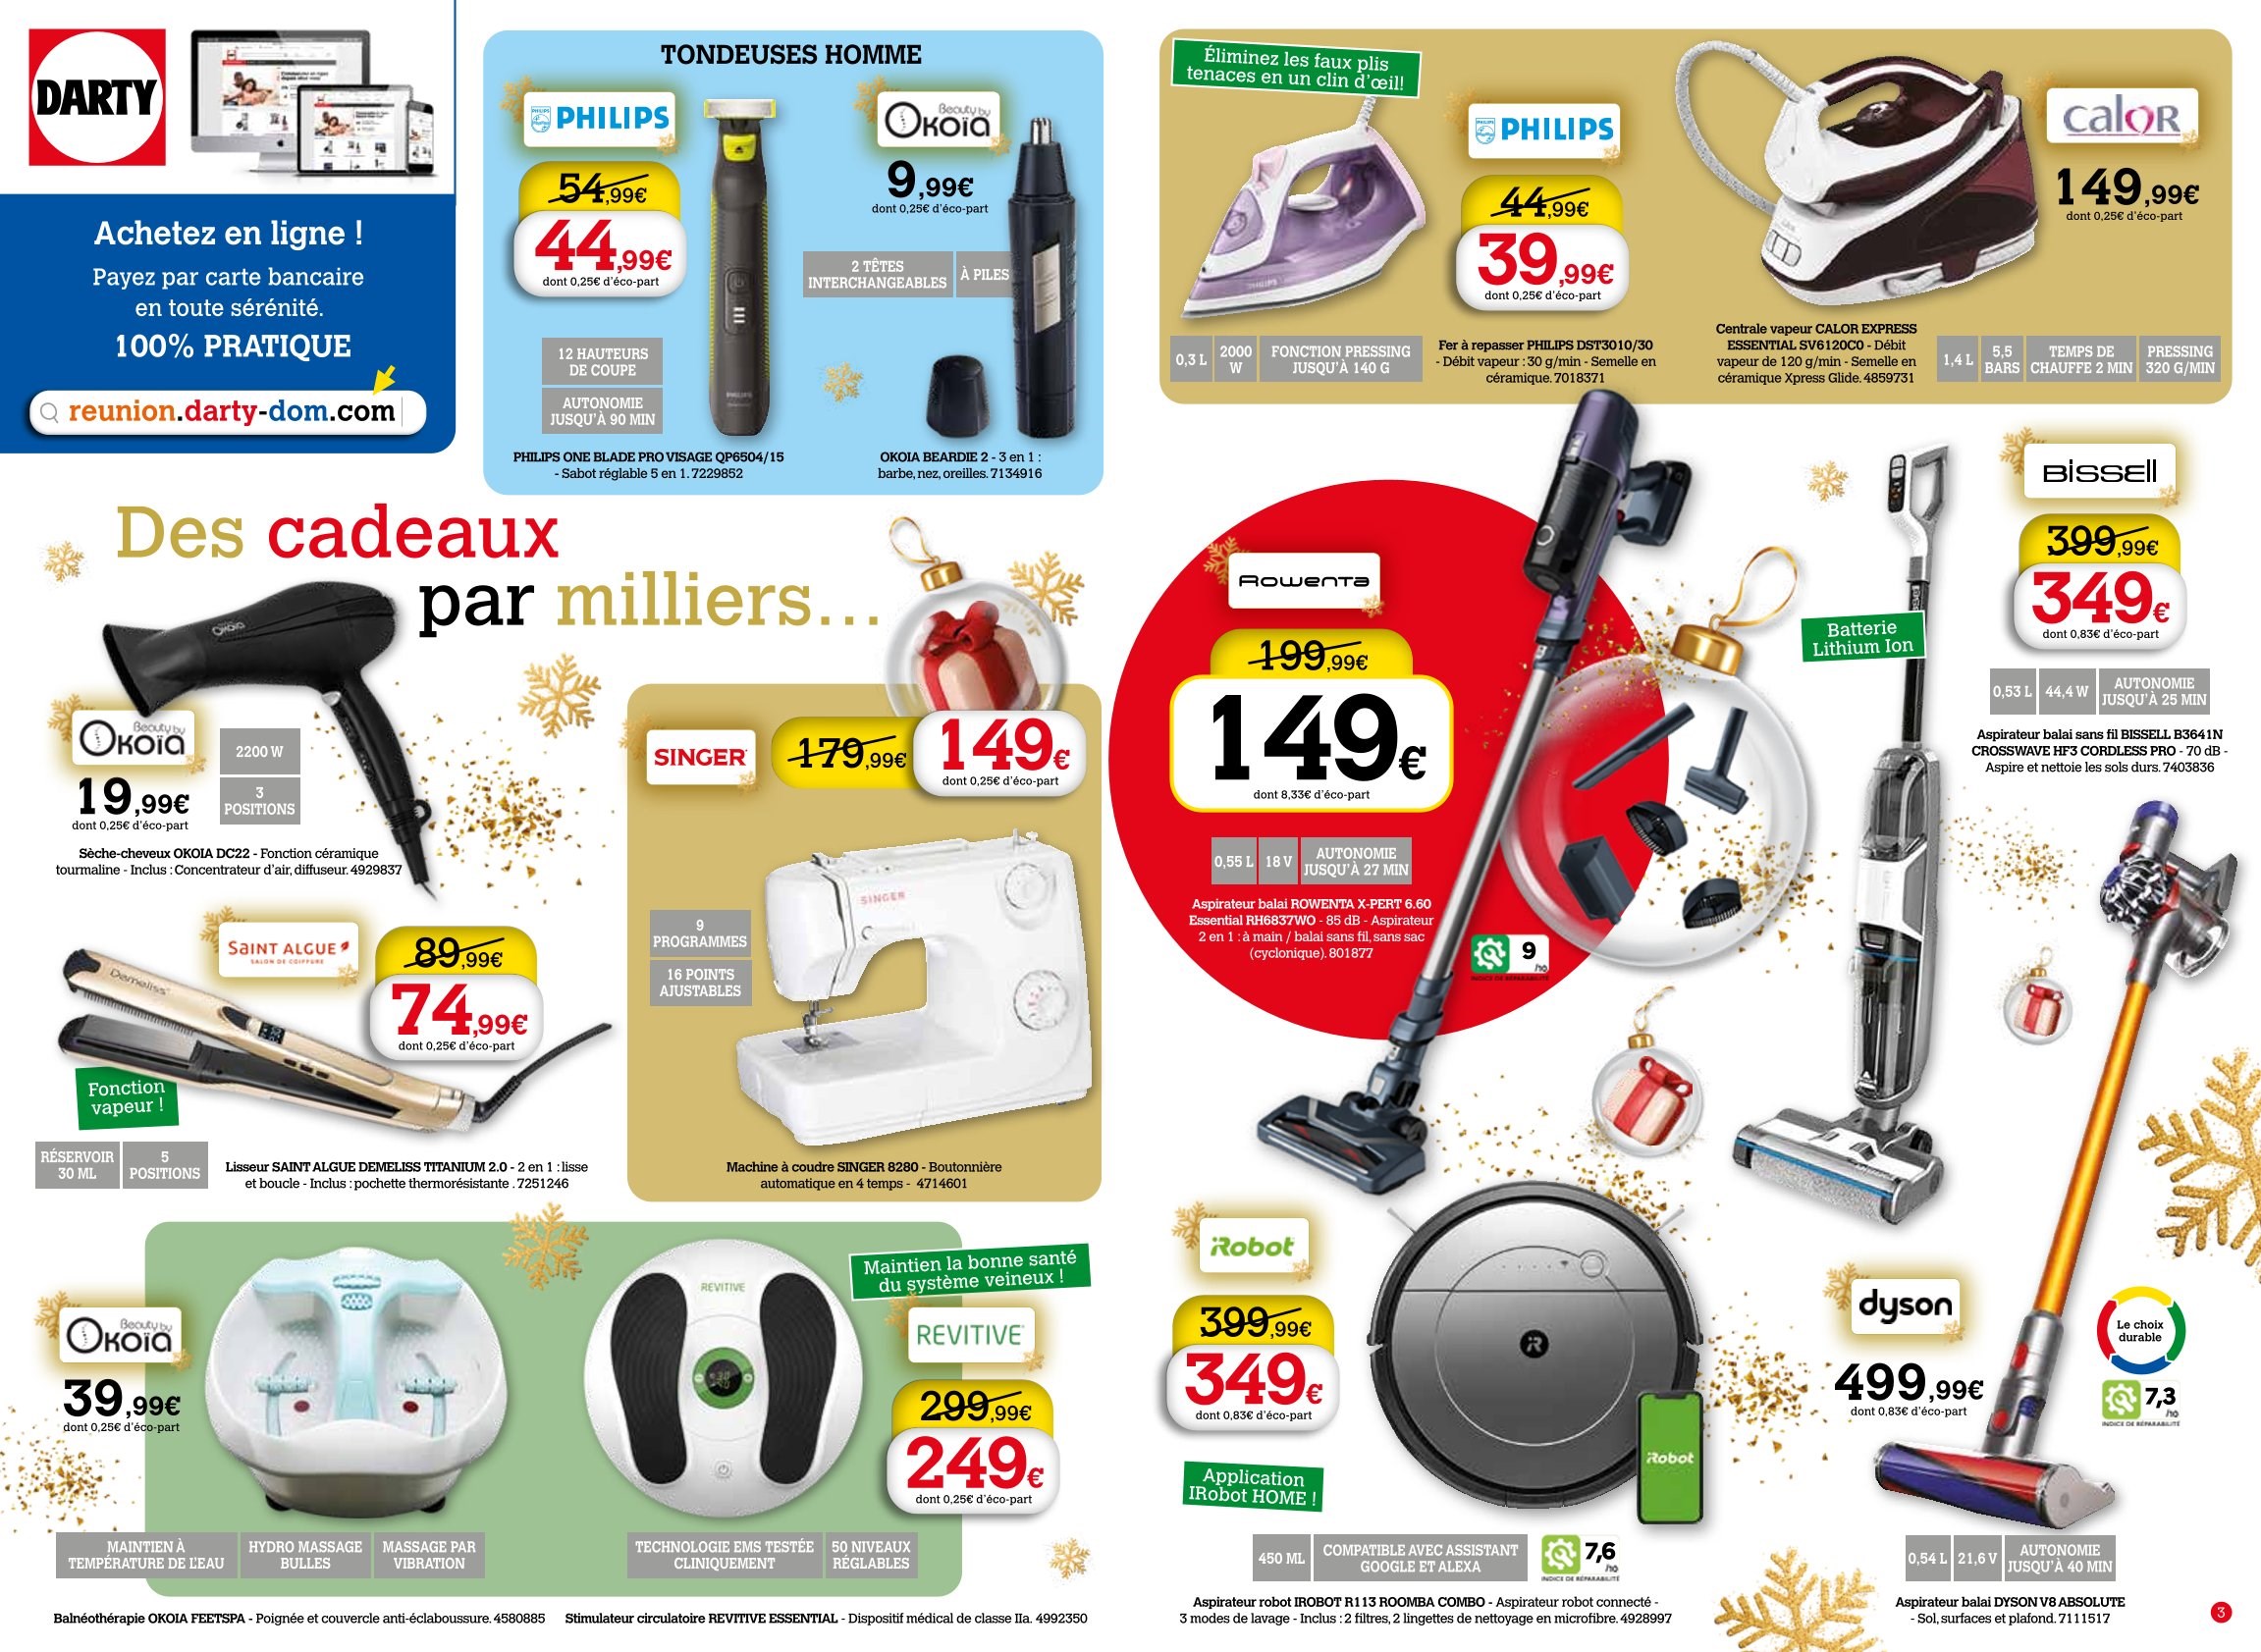 DARTY
Achetez en ligne !
Payez par carte bancaire
en toute sérénité.
100% PRATIQUE
reunion.darty-dom.com
TONDEUSES HOMME
PHILIPS
54,99€
44,99€
dont 0,25€ d'éco-part
12 HAUTEURS
DE COUPE
AUTONOMIE
JUSQU'À 90 MIN
PHILIPS ONE BLADE PRO VISAGE QP6504/15
- Sabot réglable 5 en 1. 7229852
Beauty by
OKOïa
9,99€
dont 0,25€ d'éco-part
2 TÊTES
INTERCHANGEABLES
À PILES
OKOIA BEARDIE 2 - 3 en 1 :
barbe, nez, oreilles. 7134916
Éliminez les faux plis
tenaces en un clin d'œil!
PHILIPS
44,99€
39,99€
dont 0,25€ d'éco-part
0,3 L
2000
W
FONCTION PRESSING
JUSQU'À 140 G
Fer à repasser PHILIPS DST3010/30
- Débit vapeur : 30 g/min - Semelle en
céramique. 7018371
calor
149,99€
dont 0,25€ d'éco-part
Centrale vapeur CALOR EXPRESS
ESSENTIAL SV6120C0 - Débit
vapeur de 120 g/min - Semelle en
céramique Xpress Glide. 4859731
1,4 L
5,5
BARS
TEMPS DE
CHAUFFE 2 MIN
PRESSING
320 G/MIN
Des cadeaux
par milliers...
Beauty by
OKOïa
19,99€
dont 0,25€ d'éco-part
2200 W
3
POSITIONS
Sèche-cheveux OKOIA DC22 - Fonction céramique
tourmaline - Inclus : Concentrateur d'air, diffuseur. 4929837
SAINT ALGUE
SALON DE COIFFURE
89,99€
74,99€
dont 0,25€ d'éco-part
Demeliss
Fonction
vapeur !
RÉSERVOIR
30 ML
5
POSITIONS
Lisseur SAINT ALGUE DEMELISS TITANIUM 2.0 - 2 en 1 : lisse
et boucle - Inclus : pochette thermorésistante . 7251246
SINGER
179,99€
149€
dont 0,25€ d'éco-part
SINGER
9
PROGRAMMES
16 POINTS
AJUSTABLES
Machine à coudre SINGER 8280 - Boutonnière
automatique en 4 temps - 4714601
Beauty by
OKOïa
39,99€
dont 0,25€ d'éco-part
MAINTIEN À
TEMPÉRATURE DE L'EAU
HYDRO MASSAGE
BULLES
MASSAGE PAR
VIBRATION
Balnéothérapie OKOIA FEETSPA - Poignée et couvercle anti-éclaboussure. 4580885
REVITIVE
Maintien la bonne santé
du système veineux !
REVITIVE
299,99€
249€
dont 0,25€ d'éco-part
TECHNOLOGIE EMS TESTÉE
CLINIQUEMENT
50 NIVEAUX
RÉGLABLES
Stimulateur circulatoire REVITIVE ESSENTIAL - Dispositif médical de classe IIa. 4992350
Rowenta
199,99€
149€
dont 8,33€ d'éco-part
0,55 L
18 V
AUTONOMIE
JUSQU'À 27 MIN
Aspirateur balai ROWENTA X-PERT 6.60
Essential RH6837WO - 85 dB - Aspirateur
2 en 1 : à main / balai sans fil, sans sac
(cyclonique). 801877
9
/10
INDICE DE RÉPARABILITÉ
BISSELL
399,99€
349€
dont 0,83€ d'éco-part
Batterie
Lithium Ion
0,53 L
44,4 W
AUTONOMIE
JUSQU'À 25 MIN
Aspirateur balai sans fil BISSELL B3641N
CROSSWAVE HF3 CORDLESS PRO - 70 dB -
Aspire et nettoie les sols durs. 7403836
iRobot
399,99€
349€
dont 0,83€ d'éco-part
Application
IRobot HOME !
iRobot
450 ML
COMPATIBLE AVEC ASSISTANT
GOOGLE ET ALEXA
7,6
/10
INDICE DE RÉPARABILITÉ
Aspirateur robot IROBOT R113 ROOMBA COMBO - Aspirateur robot connecté -
3 modes de lavage - Inclus : 2 filtres, 2 lingettes de nettoyage en microfibre. 4928997
dyson
499,99€
dont 0,83€ d'éco-part
Le choix
durable
7,3
/10
INDICE DE RÉPARABILITÉ
0,54 L
21,6 V
AUTONOMIE
JUSQU'À 40 MIN
Aspirateur balai DYSON V8 ABSOLUTE
- Sol, surfaces et plafond. 7111517
3